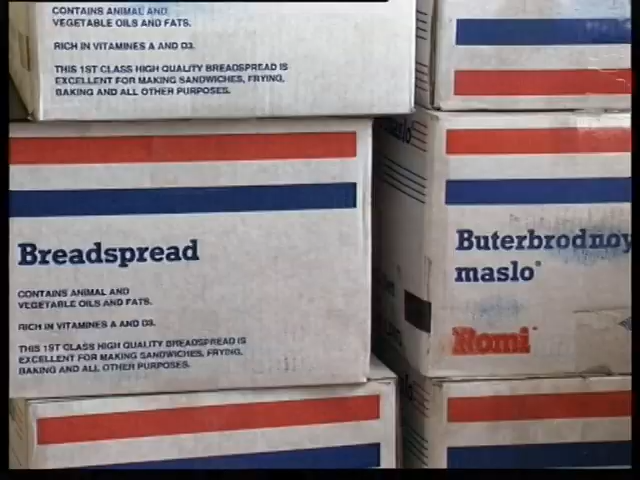 CONTAINS ANIMAL AND
VEGETABLE OILS AND FATS.
RICH IN VITAMINES A AND D3.
THIS 1ST CLASS HIGH QUALITY BREADSPREAD IS
EXCELLENT FOR MAKING SANDWICHES, FRYING,
BAKING AND ALL OTHER PURPOSES.
Breadspread
CONTAINS ANIMAL AND
VEGETABLE OILS AND FATS.
RICH IN VITAMINES A AND D3.
THIS 1ST CLASS HIGH QUALITY BREADSPREAD IS
EXCELLENT FOR MAKING SANDWICHES, FRYING,
BAKING AND ALL OTHER PURPOSES.
Buterbrodnoy
maslo
Romi